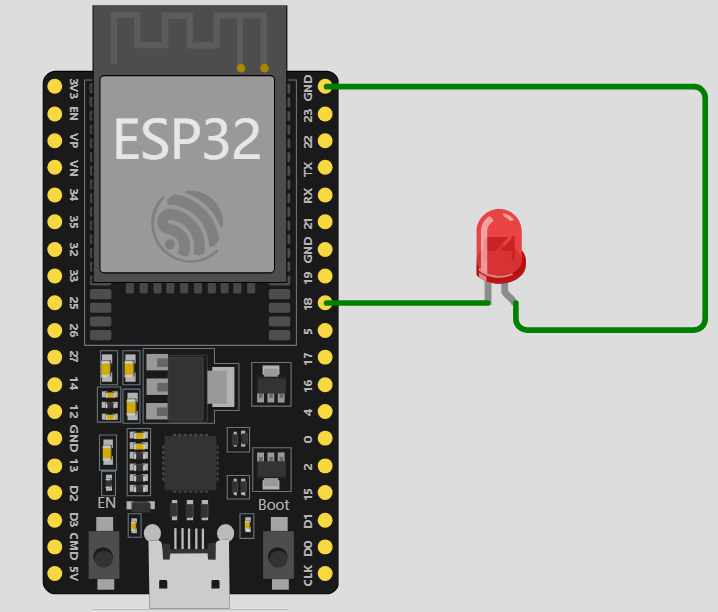 ESP32
3V3
EN
VP
VN
34
35
32
33
25
26
27
14
12
GND
13
D2
D3
CMD
5V
GND
23
22
TX
RX
21
GND
19
18
5
17
16
4
0
2
15
D1
D0
CLK
EN
Boot